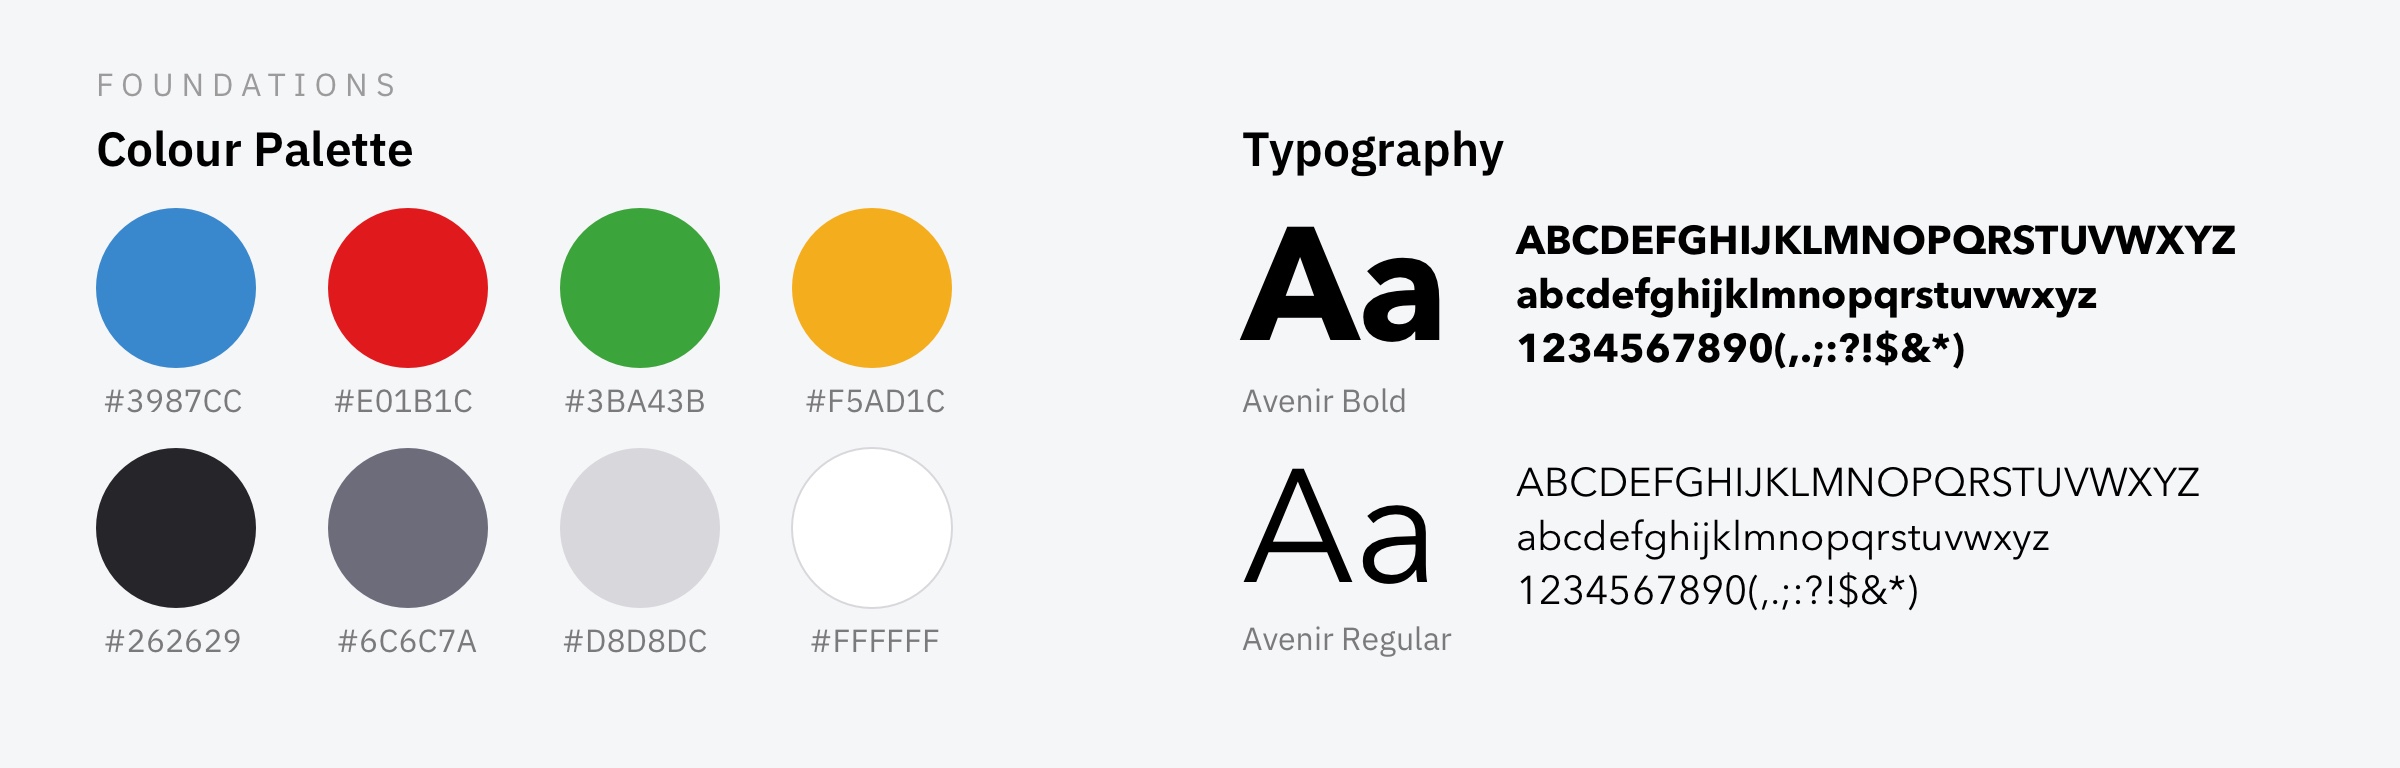 FOUNDATIONS
Colour Palette
#3987CC
#E01B1C
#3BA43B
#F5AD1C
#262629
#6C6C7A
#D8D8DC
#FFFFFF
Typography
Aa
ABCDEFGHIJKLMNOPQRSTUVWXYZ
abcdefghijklmnopqrstuvwxyz
1234567890(,.;:?!$&*)
Avenir Bold
Aa
ABCDEFGHIJKLMNOPQRSTUVWXYZ
abcdefghijklmnopqrstuvwxyz
1234567890(,.;:?!$&*)
Avenir Regular